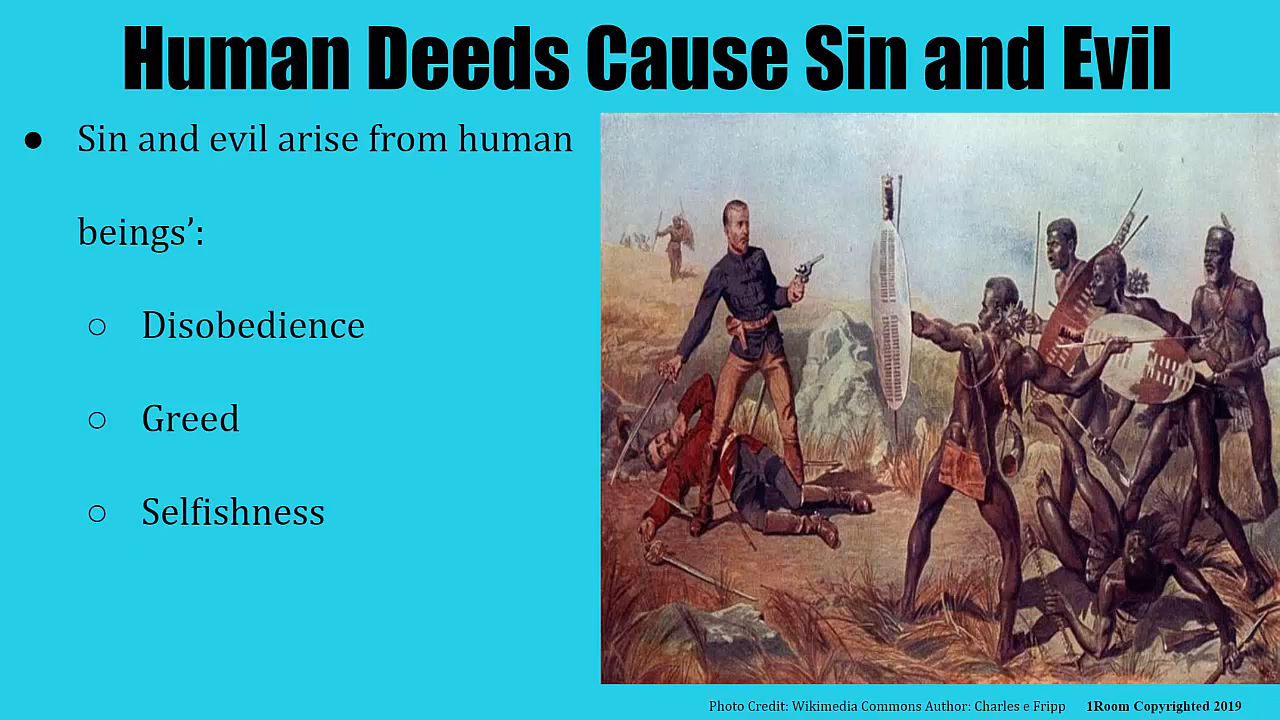 Human Deeds Cause Sin and Evil
● Sin and evil arise from human
beings’:
○ Disobedience
○ Greed
○ Selfishness
Photo Credit: Wikimedia Commons Author: Charles e Fripp 1Room Copyrighted 2019